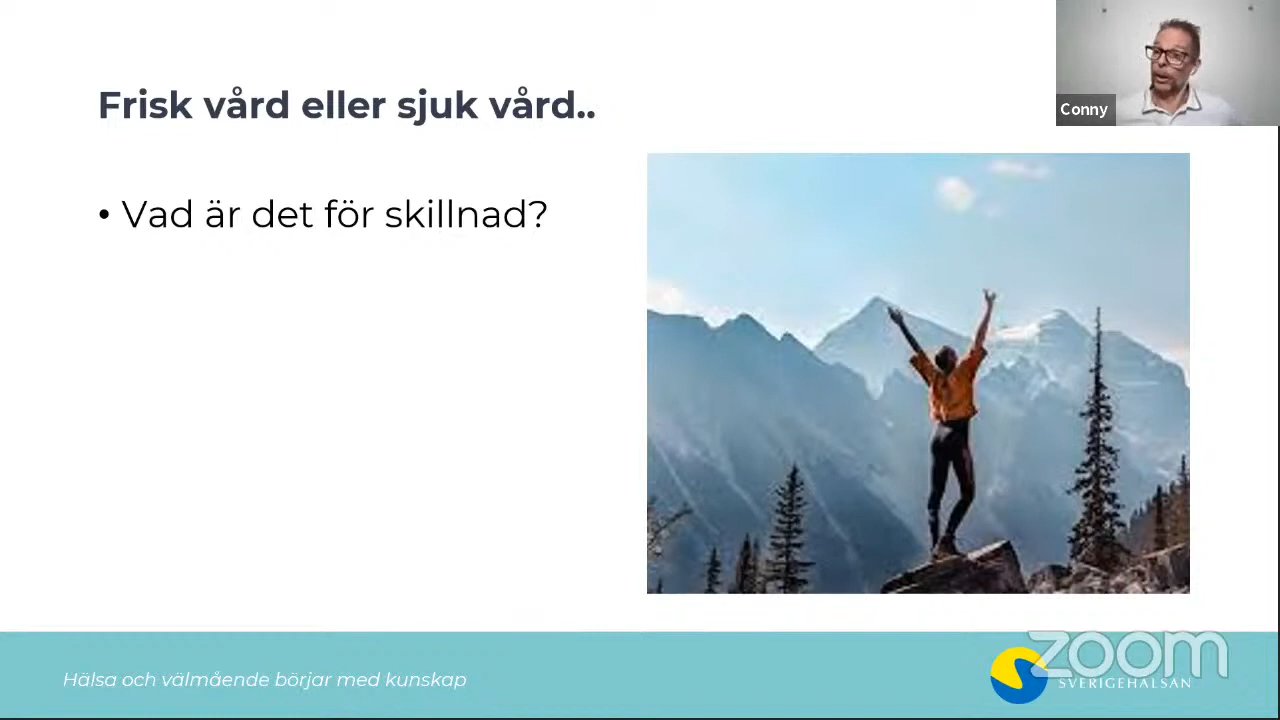 Frisk vård eller sjuk vård..
Conny
• Vad är det för skillnad?
Hälsa och välmående börjar med kunskap
zoom
SVERIGEHÄLSAN